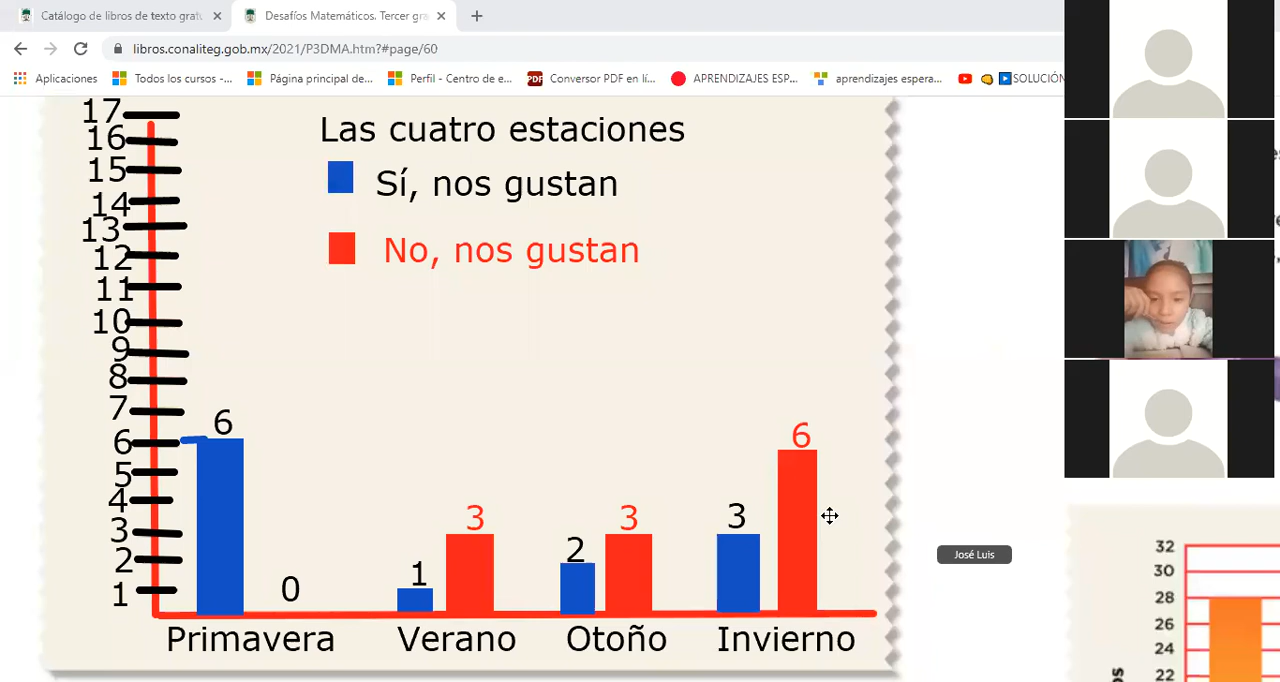 Catálogo de libros de texto gratu
Desafíos Matemáticos. Tercer gra
libros.conaliteg.gob.mx/2021/P3DMA.htm?#page/60
Aplicaciones
Todos los cursos -...
Página principal de...
Perfil - Centro de e...
PDF
Conversor PDF en lí...
APRENDIZAJES ESP...
aprendizajes espera...
SOLUCIÓN
Las cuatro estaciones
Sí, nos gustan
No, nos gustan
17
16
15
14
13
12
11
10
9
8
7
6
5
4
3
2
1
6
0
1
3
2
3
3
6
Primavera
Verano
Otoño
Invierno
José Luis
32
30
28
26
24
22